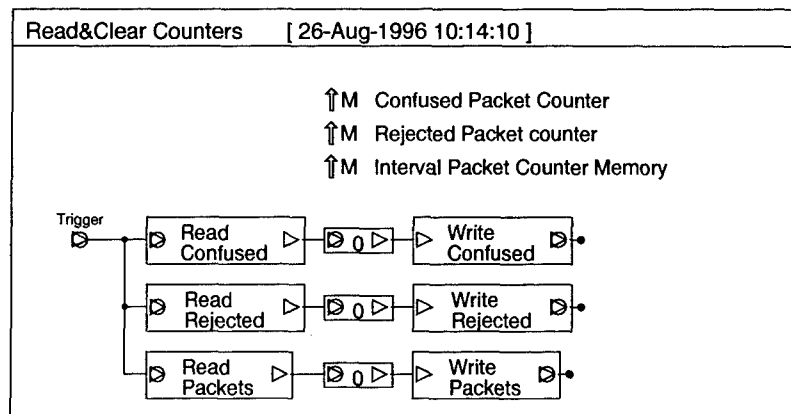 Read&Clear Counters [ 26-Aug-1996 10:14:10 ]
⇑M Confused Packet Counter
⇑M Rejected Packet counter
⇑M Interval Packet Counter Memory
Trigger
Read
Confused
0
Write
Confused
Read
Rejected
0
Write
Rejected
Read
Packets
0
Write
Packets